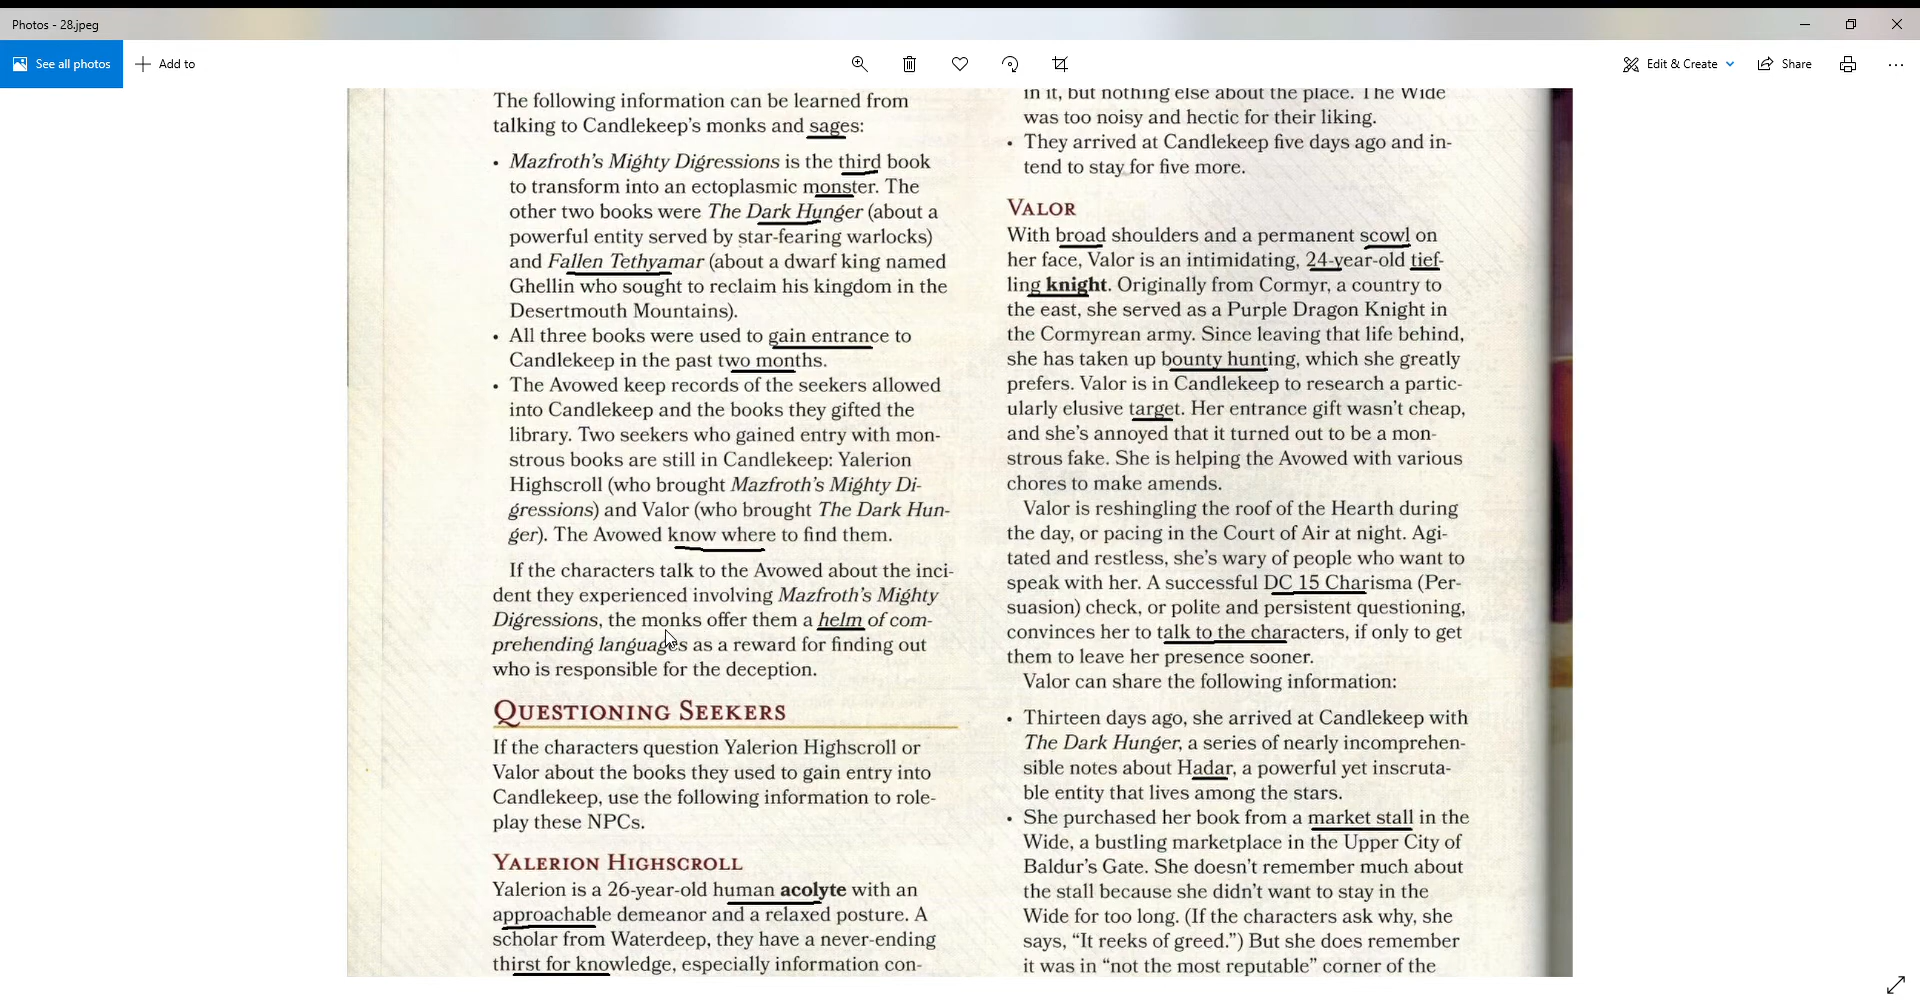 Photos - 28.jpeg
See all photos
Add to
Edit & Create
Share
The following information can be learned from
talking to Candlekeep's monks and sages:
• Mazfroth's Mighty Digressions is the third book
to transform into an ectoplasmic monster. The
other two books were The Dark Hunger (about a
powerful entity served by star-fearing warlocks)
and Fallen Tethyamar (about a dwarf king named
Ghellin who sought to reclaim his kingdom in the
Desertmouth Mountains).
• All three books were used to gain entrance to
Candlekeep in the past two months.
• The Avowed keep records of the seekers allowed
into Candlekeep and the books they gifted the
library. Two seekers who gained entry with mon-
strous books are still in Candlekeep: Yalerion
Highscroll (who brought Mazfroth's Mighty Di-
gressions) and Valor (who brought The Dark Hun-
ger). The Avowed know where to find them.
If the characters talk to the Avowed about the inci-
dent they experienced involving Mazfroth's Mighty
Digressions, the monks offer them a helm of com-
prehending languages as a reward for finding out
who is responsible for the deception.
QUESTIONING SEEKERS
If the characters question Yalerion Highscroll or
Valor about the books they used to gain entry into
Candlekeep, use the following information to role-
play these NPCs.
YALERION HIGHSCROLL
Yalerion is a 26-year-old human acolyte with an
approachable demeanor and a relaxed posture. A
scholar from Waterdeep, they have a never-ending
thirst for knowledge, especially information con-
in it, but nothing else about the place. The Wide
was too noisy and hectic for their liking.
• They arrived at Candlekeep five days ago and in-
tend to stay for five more.
VALOR
With broad shoulders and a permanent scowl on
her face, Valor is an intimidating, 24-year-old tief-
ling knight. Originally from Cormyr, a country to
the east, she served as a Purple Dragon Knight in
the Cormyrean army. Since leaving that life behind,
she has taken up bounty hunting, which she greatly
prefers. Valor is in Candlekeep to research a partic-
ularly elusive target. Her entrance gift wasn't cheap,
and she's annoyed that it turned out to be a mon-
strous fake. She is helping the Avowed with various
chores to make amends.
Valor is reshingling the roof of the Hearth during
the day, or pacing in the Court of Air at night. Agi-
tated and restless, she's wary of people who want to
speak with her. A successful DC 15 Charisma (Per-
suasion) check, or polite and persistent questioning,
convinces her to talk to the characters, if only to get
them to leave her presence sooner.
Valor can share the following information:
• Thirteen days ago, she arrived at Candlekeep with
The Dark Hunger, a series of nearly incomprehen-
sible notes about Hadar, a powerful yet inscruta-
ble entity that lives among the stars.
• She purchased her book from a market stall in the
Wide, a bustling marketplace in the Upper City of
Baldur's Gate. She doesn't remember much about
the stall because she didn't want to stay in the
Wide for too long. (If the characters ask why, she
says, "It reeks of greed.") But she does remember
it was in "not the most reputable" corner of the